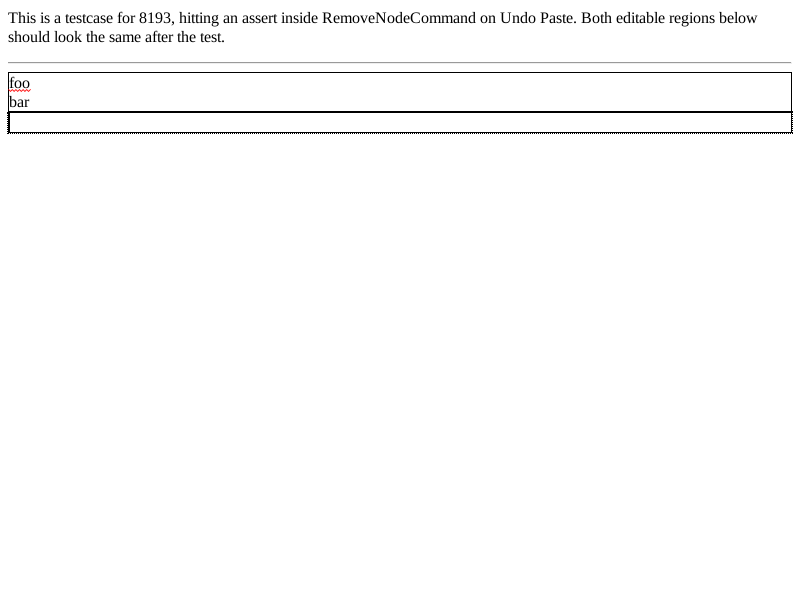 This is a testcase for 8193, hitting an assert inside RemoveNodeCommand on Undo Paste. Both editable regions below
should look the same after the test.
foo
bar